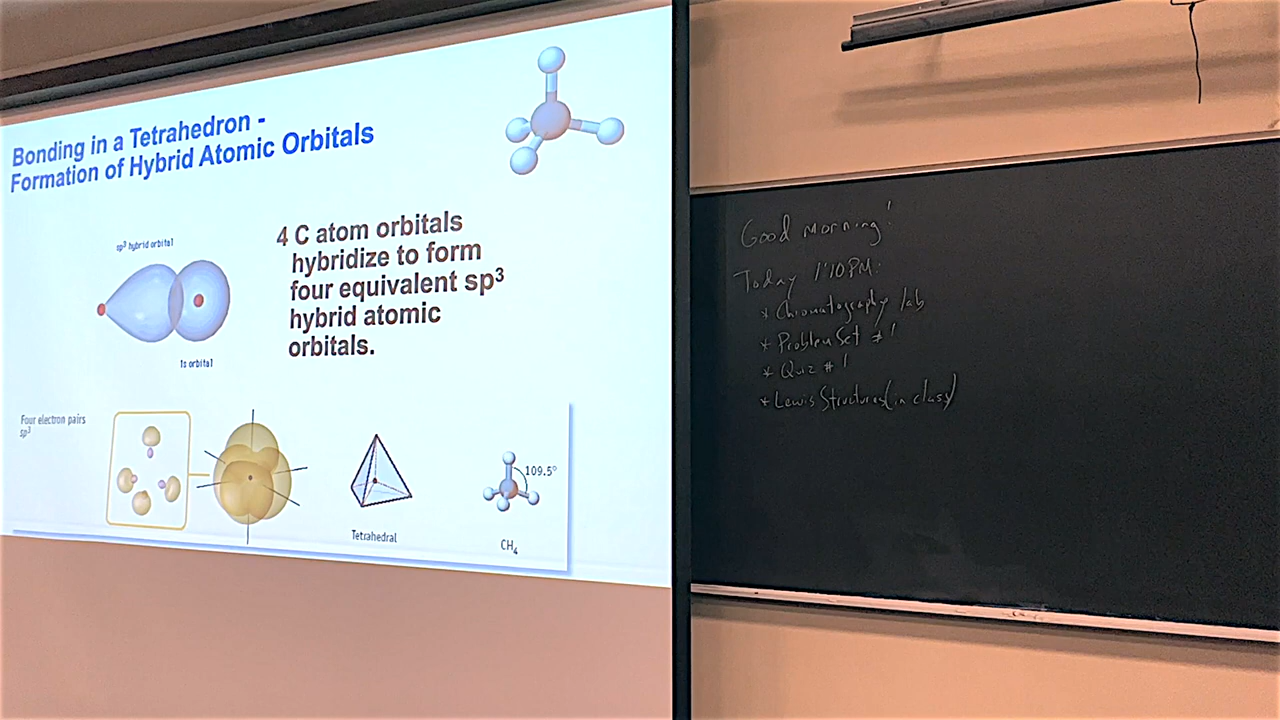 Bonding in a Tetrahedron -
Formation of Hybrid Atomic Orbitals
sp³ hybrid orbital
1s orbital
4 C atom orbitals
hybridize to form
four equivalent sp³
hybrid atomic
orbitals.
Four electron pairs
sp³
Tetrahedral
109.5°
CH₄
Good Morning!
Today 1:10 PM:
* Chromatography lab
* Problem Set #1
* Quiz #1
* Lewis Structures (in class)